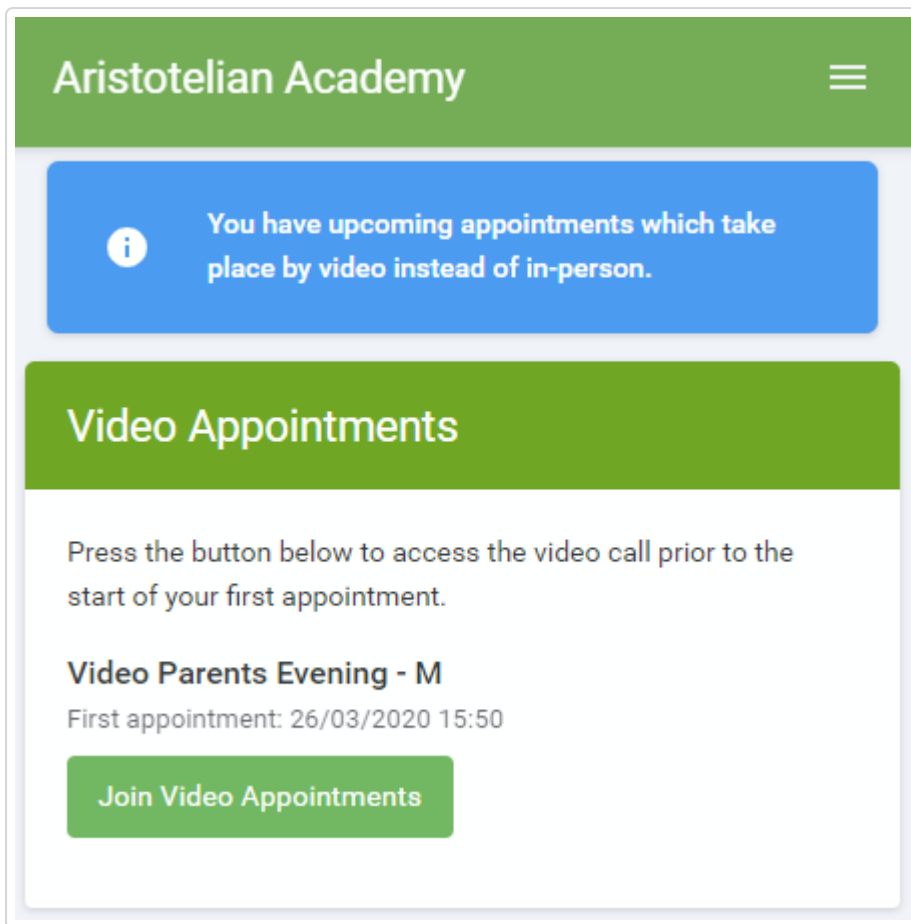 Aristotelian Academy
You have upcoming appointments which take
place by video instead of in-person.
Video Appointments
Press the button below to access the video call prior to the
start of your first appointment.
Video Parents Evening - M
First appointment: 26/03/2020 15:50
Join Video Appointments